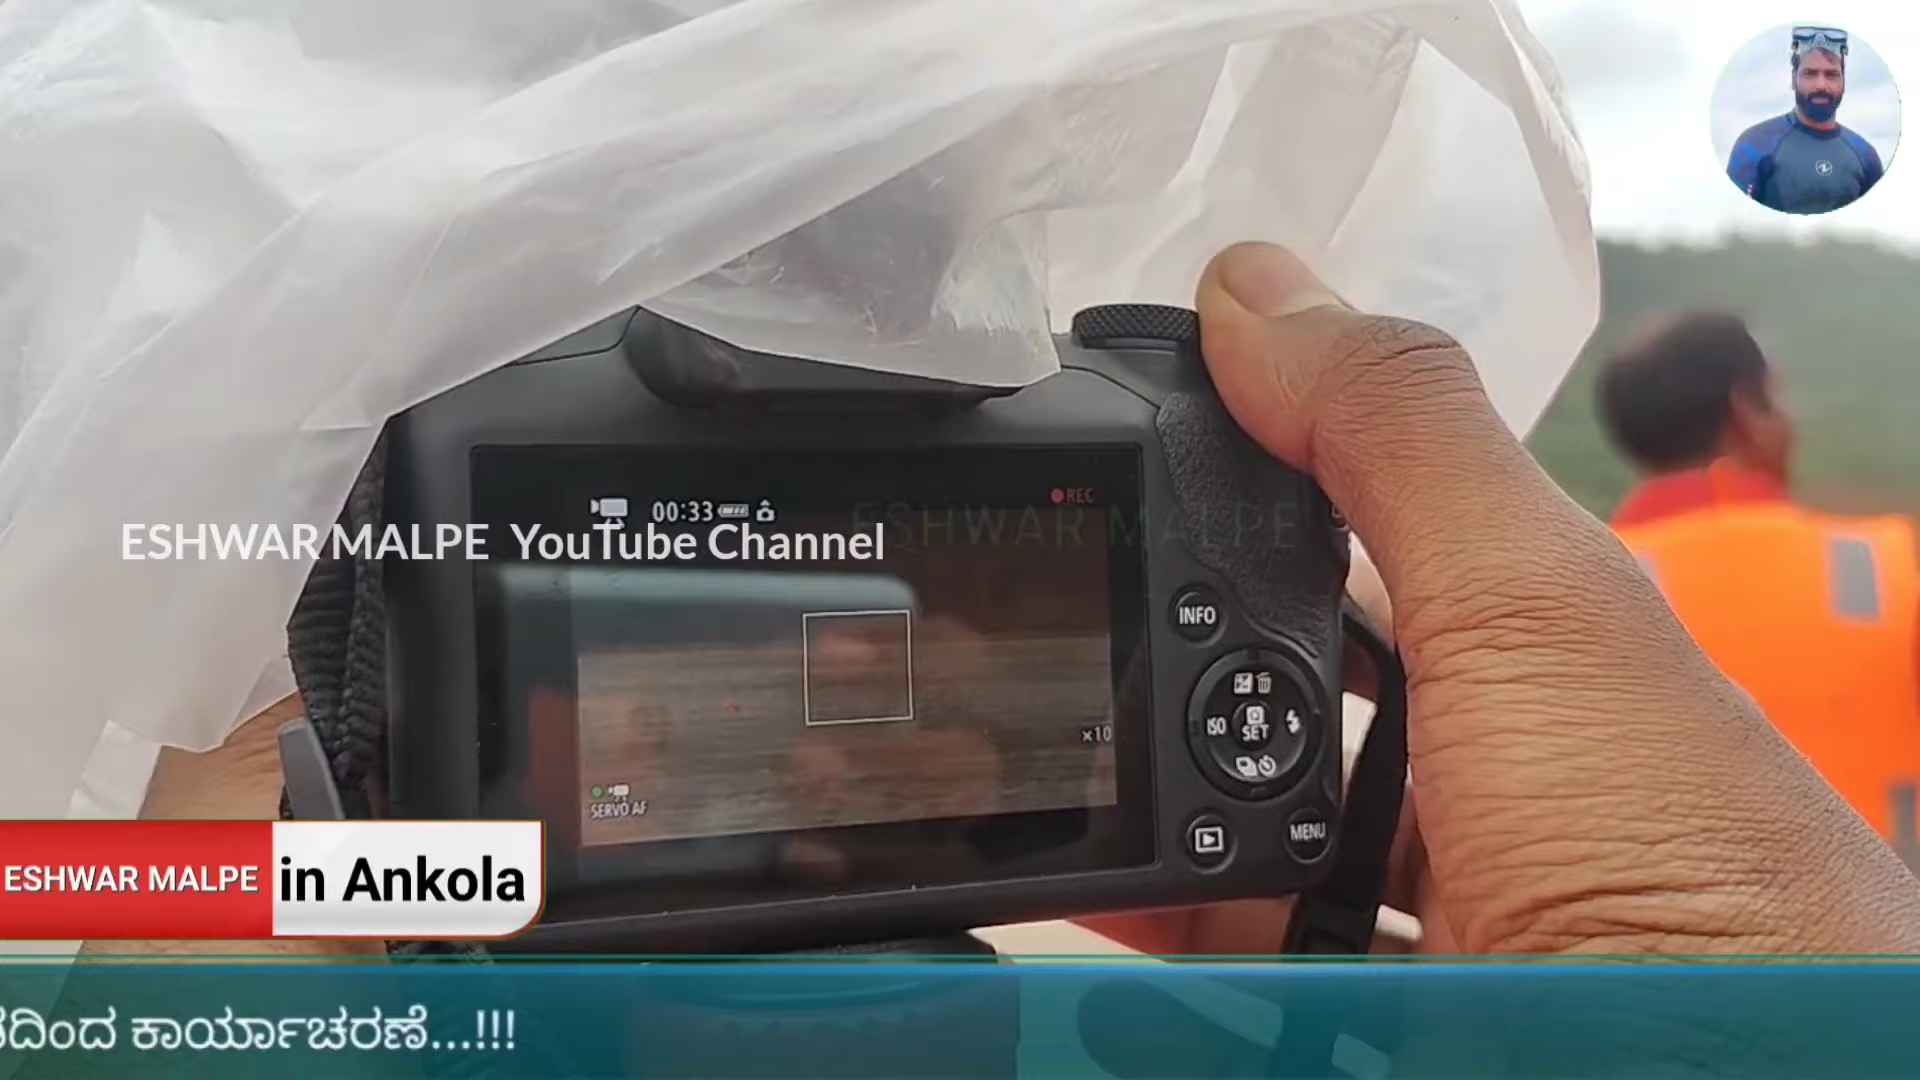 00:33
REC
ESHWAR MALPE
ESHWAR MALPE YouTube Channel
INFO
ISO
SET
×10
SERVO AF
MENU
ESHWAR MALPE in Ankola
ಕಾರ್ಯಾಚರಣೆ...!!!